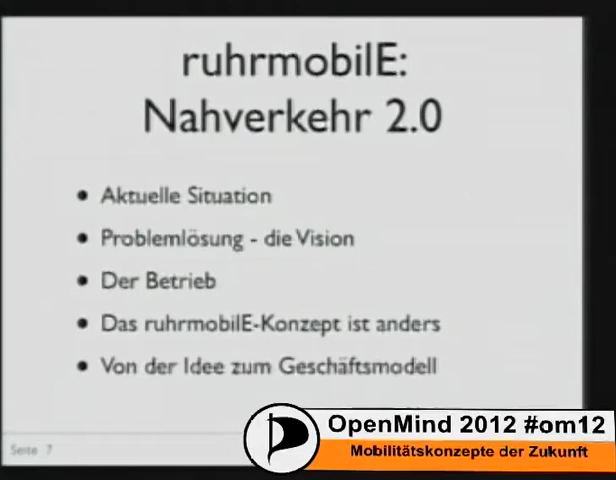 ruhrmobilE:
Nahverkehr 2.0
• Aktuelle Situation
• Problemlösung - die Vision
• Der Betrieb
• Das ruhrmobilE-Konzept ist anders
• Von der Idee zum Geschäftsmodell
Seite 7
OpenMind 2012 #om12
Mobilitätskonzepte der Zukunft